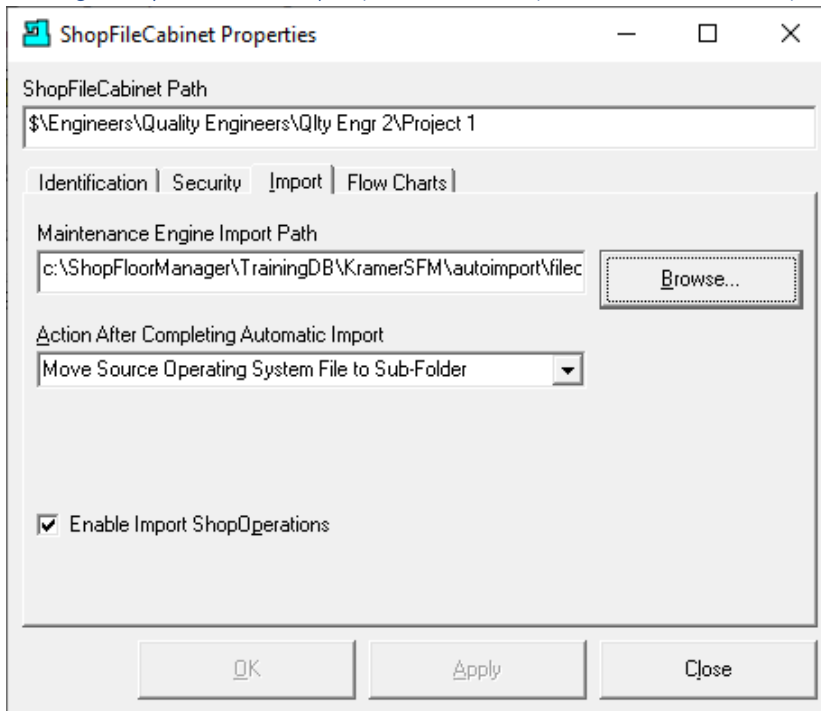 ShopFileCabinet Properties
ShopFileCabinet Path
$\Engineers\Quality Engineers\Qlty Engr 2\Project 1
Identification Security Import Flow Charts
Maintenance Engine Import Path
c:\ShopFloorManager\TrainingDB\KramerSFM\autoimport\filec
Browse...
Action After Completing Automatic Import
Move Source Operating System File to Sub-Folder
Enable Import ShopOperations
OK Apply Close